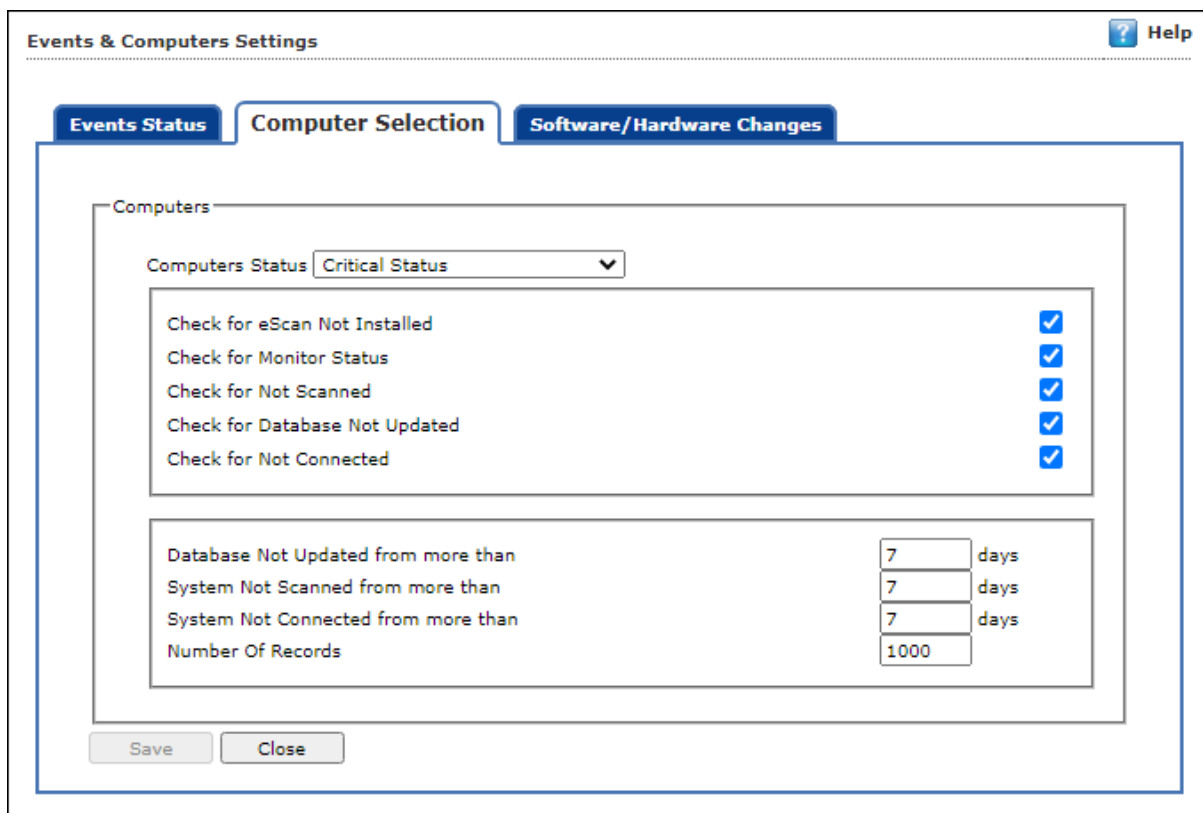 Events & Computers Settings
? Help
Events Status
Computer Selection
Software/Hardware Changes
Computers
Computers Status Critical Status
Check for eScan Not Installed
Check for Monitor Status
Check for Not Scanned
Check for Database Not Updated
Check for Not Connected
Database Not Updated from more than 7 days
System Not Scanned from more than 7 days
System Not Connected from more than 7 days
Number Of Records 1000
Save
Close